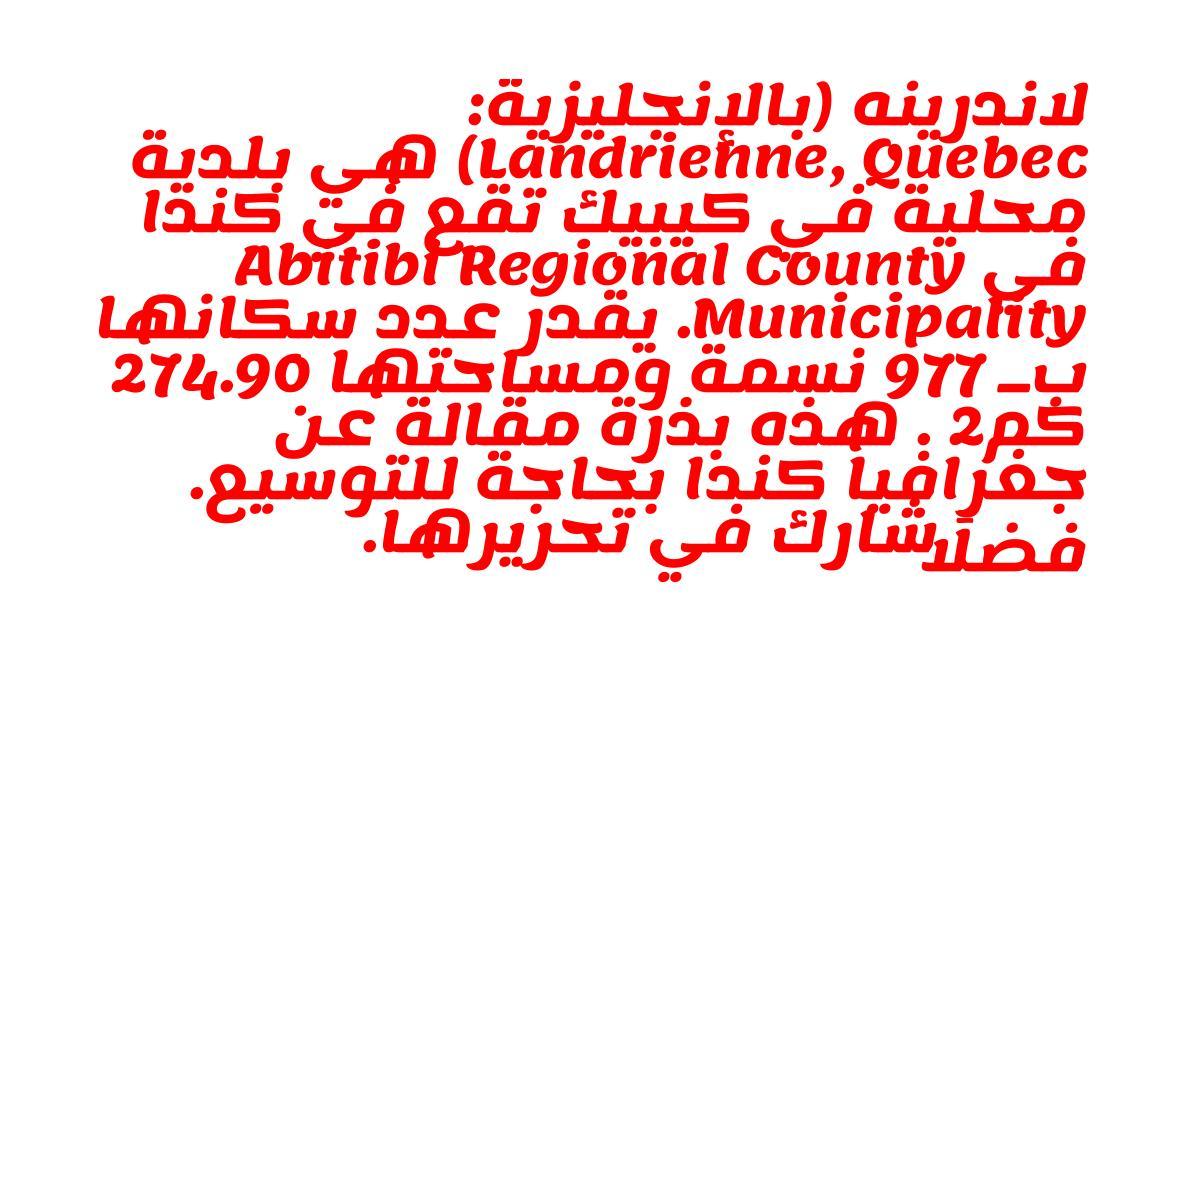 لاندرينه (بالإنجليزية:
Landrienne, Quebec) هي بلدية
محلية في كيبيك تقع في كندا
في Abitibi Regional County
Municipality. يقدر عدد سكانها
بـ 977 نسمة ومساحتها 274.90
كم2 . هذه بذرة مقالة عن
جغرافيا كندا بحاجة للتوسيع.
فضلًا شارك في تحريرها.